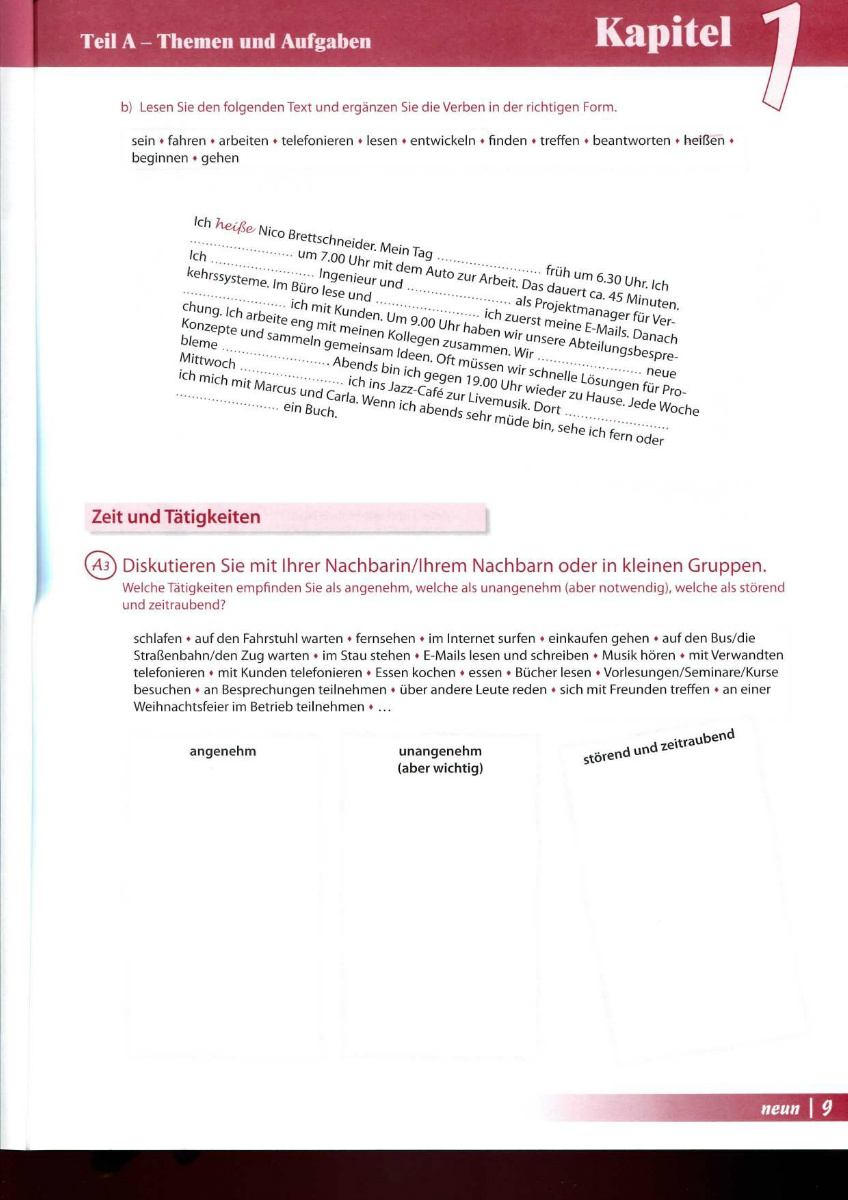 Teil A – Themen und Aufgaben
Kapitel 1
b) Lesen Sie den folgenden Text und ergänzen Sie die Verben in der richtigen Form.
sein ♦ fahren ♦ arbeiten ♦ telefonieren ♦ lesen ♦ entwickeln ♦ finden ♦ treffen ♦ beantworten ♦ heißen ♦
beginnen ♦ gehen
Ich heiße Nico Brettschneider. Mein Tag ........................... früh um 6.30 Uhr. Ich
........................... um 7.00 Uhr mit dem Auto zur Arbeit. Das dauert ca. 45 Minuten.
Ich ........................... Ingenieur und ........................... als Projektmanager für Ver-
kehrssysteme. Im Büro lese und ........................... ich zuerst meine E-Mails. Danach
........................... ich mit Kunden. Um 9.00 Uhr haben wir unsere Abteilungsbespre-
chung. Ich arbeite eng mit meinen Kollegen zusammen. Wir ........................... neue
Konzepte und sammeln gemeinsam Ideen. Oft müssen wir schnelle Lösungen für Pro-
bleme ........................... . Abends bin ich gegen 19.00 Uhr wieder zu Hause. Jede Woche
Mittwoch ........................... ich ins Jazz-Café zur Livemusik. Dort ...........................
ich mich mit Marcus und Carla. Wenn ich abends sehr müde bin, sehe ich fern oder
........................... ein Buch.
Zeit und Tätigkeiten
A3 Diskutieren Sie mit Ihrer Nachbarin/Ihrem Nachbarn oder in kleinen Gruppen.
Welche Tätigkeiten empfinden Sie als angenehm, welche als unangenehm (aber notwendig), welche als störend
und zeitraubend?
schlafen ♦ auf den Fahrstuhl warten ♦ fernsehen ♦ im Internet surfen ♦ einkaufen gehen ♦ auf den Bus/die
Straßenbahn/den Zug warten ♦ im Stau stehen ♦ E-Mails lesen und schreiben ♦ Musik hören ♦ mit Verwandten
telefonieren ♦ mit Kunden telefonieren ♦ Essen kochen ♦ essen ♦ Bücher lesen ♦ Vorlesungen/Seminare/Kurse
besuchen ♦ an Besprechungen teilnehmen ♦ über andere Leute reden ♦ sich mit Freunden treffen ♦ an einer
Weihnachtsfeier im Betrieb teilnehmen ♦ ...
angenehm
unangenehm
(aber wichtig)
störend und zeitraubend
neun | 9